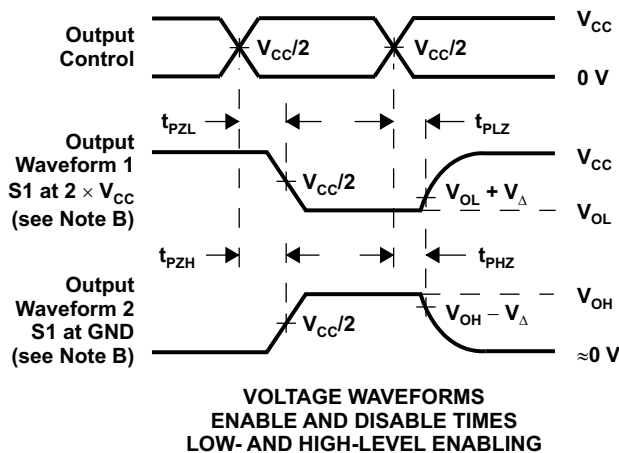 Output
Control
V_CC/2
V_CC/2
V_CC
0 V
t_PZL
t_PLZ
Output
Waveform 1
S1 at 2 × V_CC
(see Note B)
V_CC/2
V_OL + V_Δ
V_CC
V_OL
t_PZH
t_PHZ
Output
Waveform 2
S1 at GND
(see Note B)
V_CC/2
V_OH − V_Δ
V_OH
≈0 V
VOLTAGE WAVEFORMS
ENABLE AND DISABLE TIMES
LOW- AND HIGH-LEVEL ENABLING